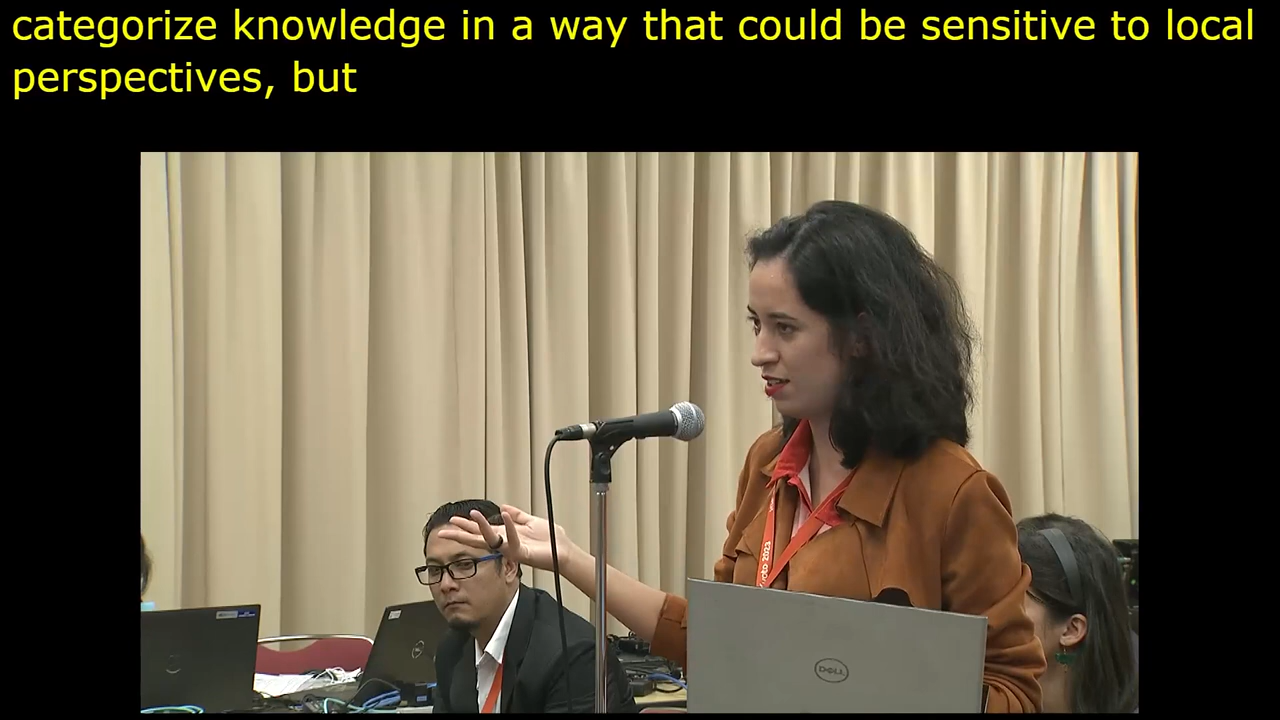 categorize knowledge in a way that could be sensitive to local
perspectives, but
DELL